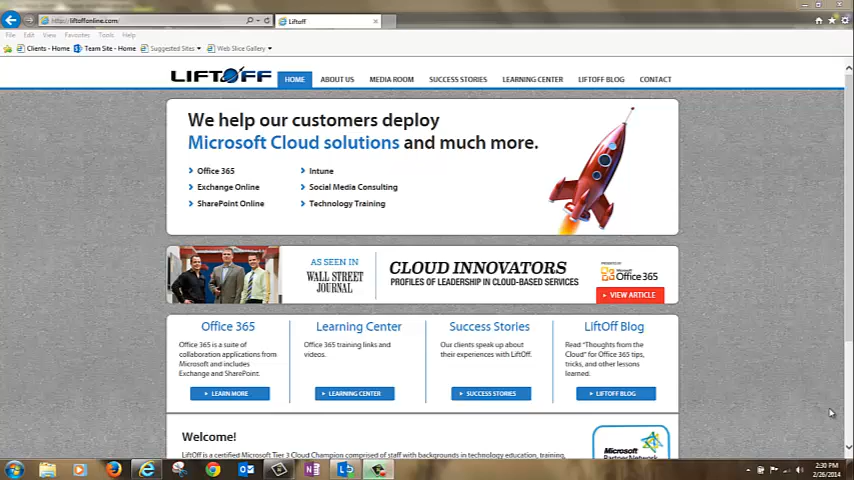 http://liftoffonline.com/
Liftoff
File Edit View Favorites Tools Help
Clients - Home Team Site - Home Suggested Sites Web Slice Gallery
LIFTOFF HOME ABOUT US MEDIA ROOM SUCCESS STORIES LEARNING CENTER LIFTOFF BLOG CONTACT
We help our customers deploy
Microsoft Cloud solutions and much more.
Office 365 Intune
Exchange Online Social Media Consulting
SharePoint Online Technology Training
AS SEEN IN
WALL STREET
JOURNAL
CLOUD INNOVATORS
PROFILES OF LEADERSHIP IN CLOUD-BASED SERVICES
Microsoft
Office 365
VIEW ARTICLE
Office 365
Office 365 is a suite of
collaboration applications from
Microsoft and includes
Exchange and SharePoint.
LEARN MORE
Learning Center
Office 365 training links and
videos.
LEARNING CENTER
Success Stories
Our clients speak up about
their experiences with LiftOff.
SUCCESS STORIES
LiftOff Blog
Read "Thoughts from the
Cloud" for Office 365 tips,
tricks, and other lessons
learned.
LIFTOFF BLOG
Welcome!
LiftOff is a certified Microsoft Tier 3 Cloud Champion comprised of staff with backgrounds in technology education, training,
Microsoft
Partner Network
2:30 PM
2/26/2014